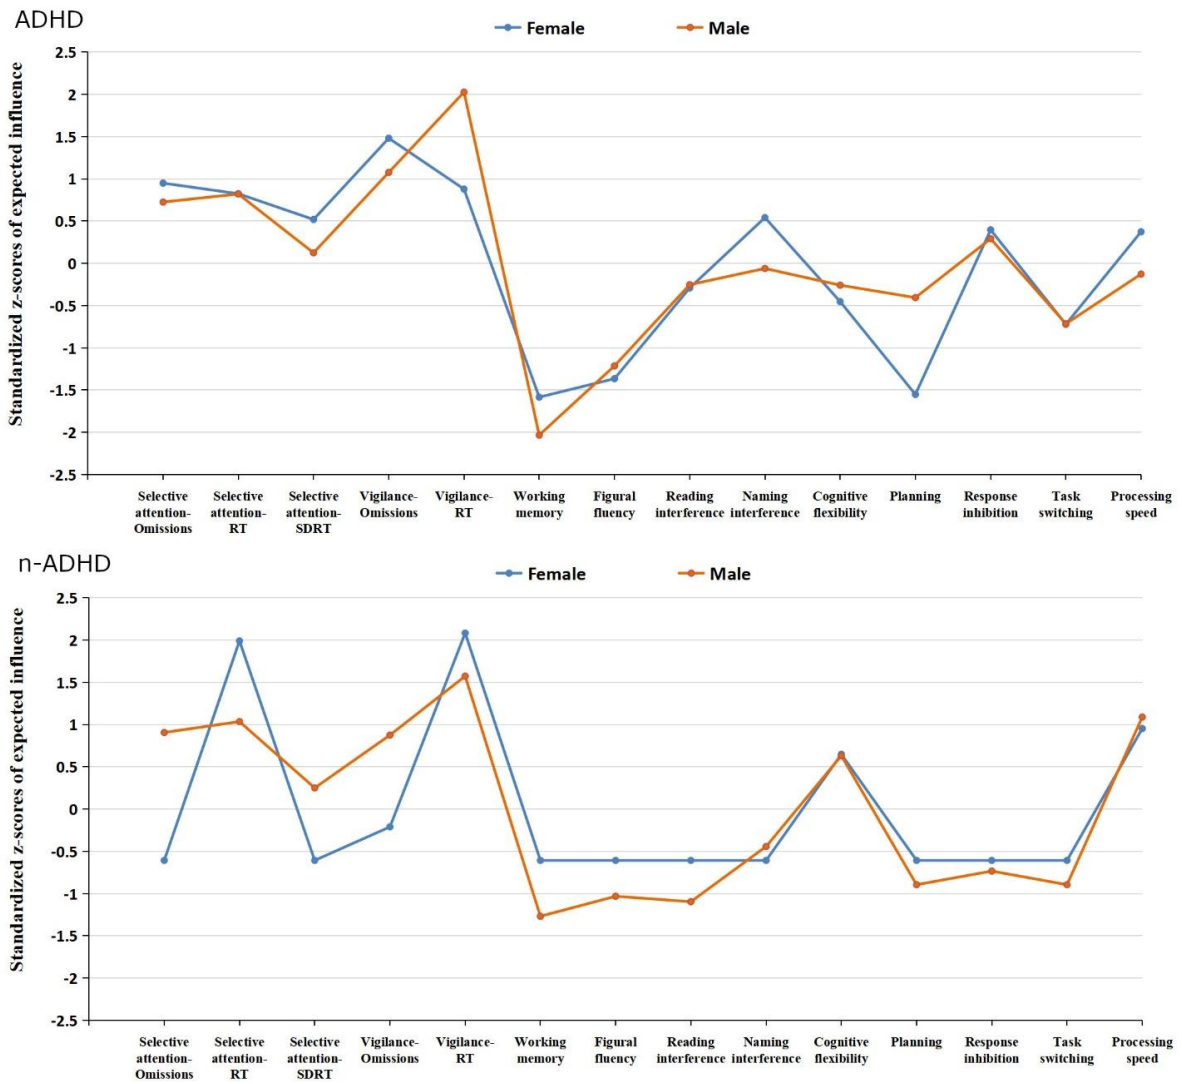 ADHD
Female Male
Standardized z-scores of expected influence
2.5
2
1.5
1
0.5
0
-0.5
-1
-1.5
-2
-2.5
Selective attention-Omissions
Selective attention-RT
Selective attention-SDRT
Vigilance-Omissions
Vigilance-RT
Working memory
Figural fluency
Reading interference
Naming interference
Cognitive flexibility
Planning
Response inhibition
Task switching
Processing speed
n-ADHD
Female Male
Standardized z-scores of expected influence
2.5
2
1.5
1
0.5
0
-0.5
-1
-1.5
-2
-2.5
Selective attention-Omissions
Selective attention-RT
Selective attention-SDRT
Vigilance-Omissions
Vigilance-RT
Working memory
Figural fluency
Reading interference
Naming interference
Cognitive flexibility
Planning
Response inhibition
Task switching
Processing speed